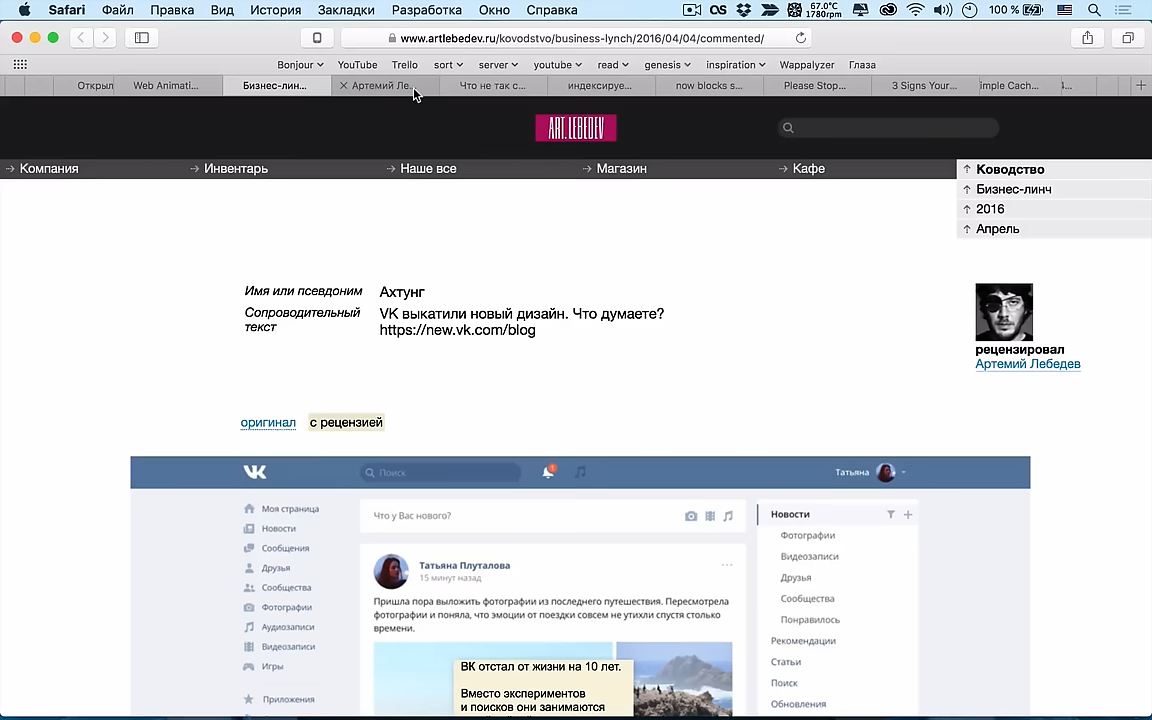 Safari Файл Правка Вид История Закладки Разработка Окно Справка
67.0°C
1780rpm
100 %
www.artlebedev.ru/kovodstvo/business-lynch/2016/04/04/commented/
Bonjour YouTube Trello sort server youtube read genesis inspiration Wappalyzer Глаза
Открыл Web Animati... Бизнес-лин... Артемий Ле... Что не так с... индексируе... now blocks s... Please Stop... 3 Signs Your... imple Cach...
ART.LEBEDEV
Компания Инвентарь Наше все Магазин Кафе
Ководство
Бизнес-линч
2016
Апрель
Имя или псевдоним Ахтунг
Сопроводительный
текст
VK выкатили новый дизайн. Что думаете?
https://new.vk.com/blog
рецензировал
Артемий Лебедев
оригинал с рецензией
Поиск
1
Татьяна
Моя страница
Новости
Сообщения
Друзья
Сообщества
Фотографии
Аудиозаписи
Видеозаписи
Игры
Приложения
Что у Вас нового?
Татьяна Плуталова
15 минут назад
Пришла пора выложить фотографии из последнего путешествия. Пересмотрела
фотографии и поняла, что эмоции от поездки совсем не утихли спустя столько
времени.
ВК отстал от жизни на 10 лет.
Вместо экспериментов
и поисков они занимаются
Новости
Фотографии
Видеозаписи
Друзья
Сообщества
Понравилось
Рекомендации
Статьи
Поиск
Обновления